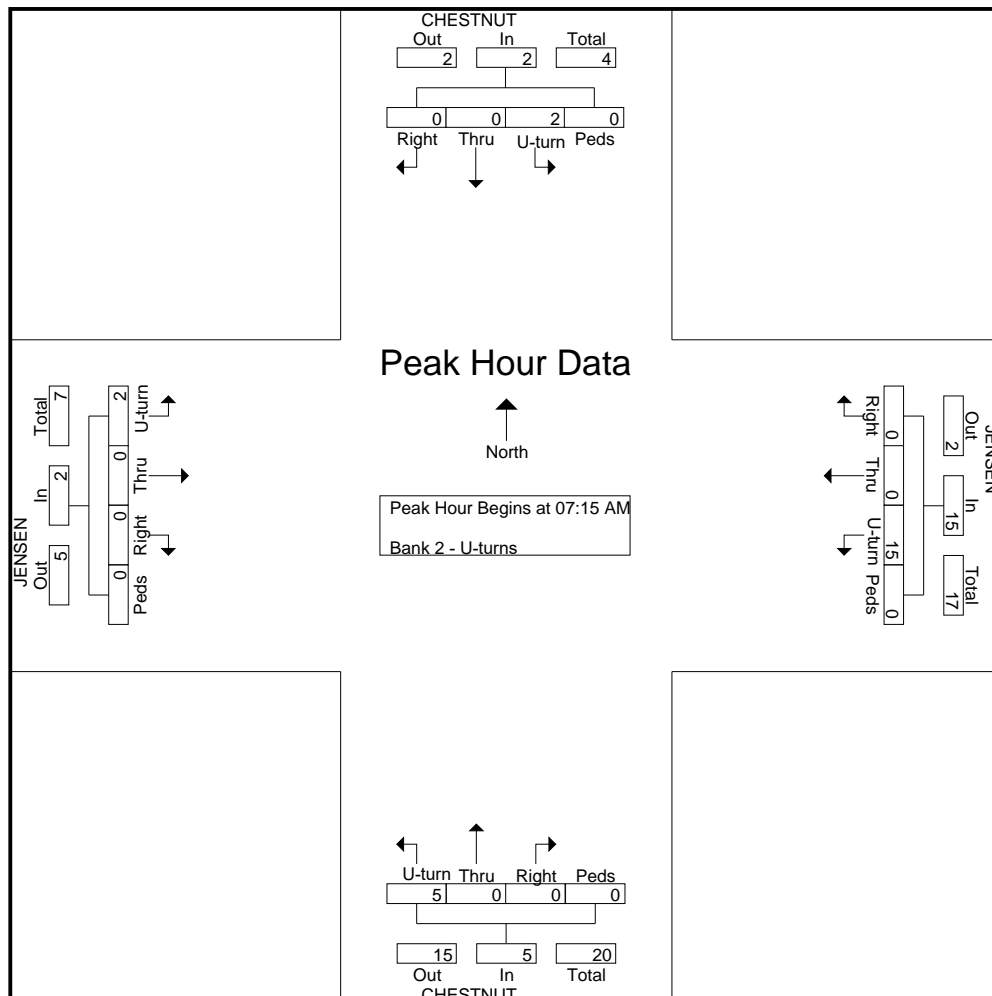 CHESTNUT
Out In Total
2 2 4
0 0 2 0
Right Thru U-turn Peds
Peak Hour Data
North
Peak Hour Begins at 07:15 AM
Bank 2 - U-turns
JENSEN
Total In Out
7 2 5
2 0 0 0
U-turn Thru Right Peds
JENSEN
Out In Total
2 15 17
0 0 15 0
Right Thru U-turn Peds
U-turn Thru Right Peds
5 0 0 0
15 5 20
Out In Total
CHESTNUT